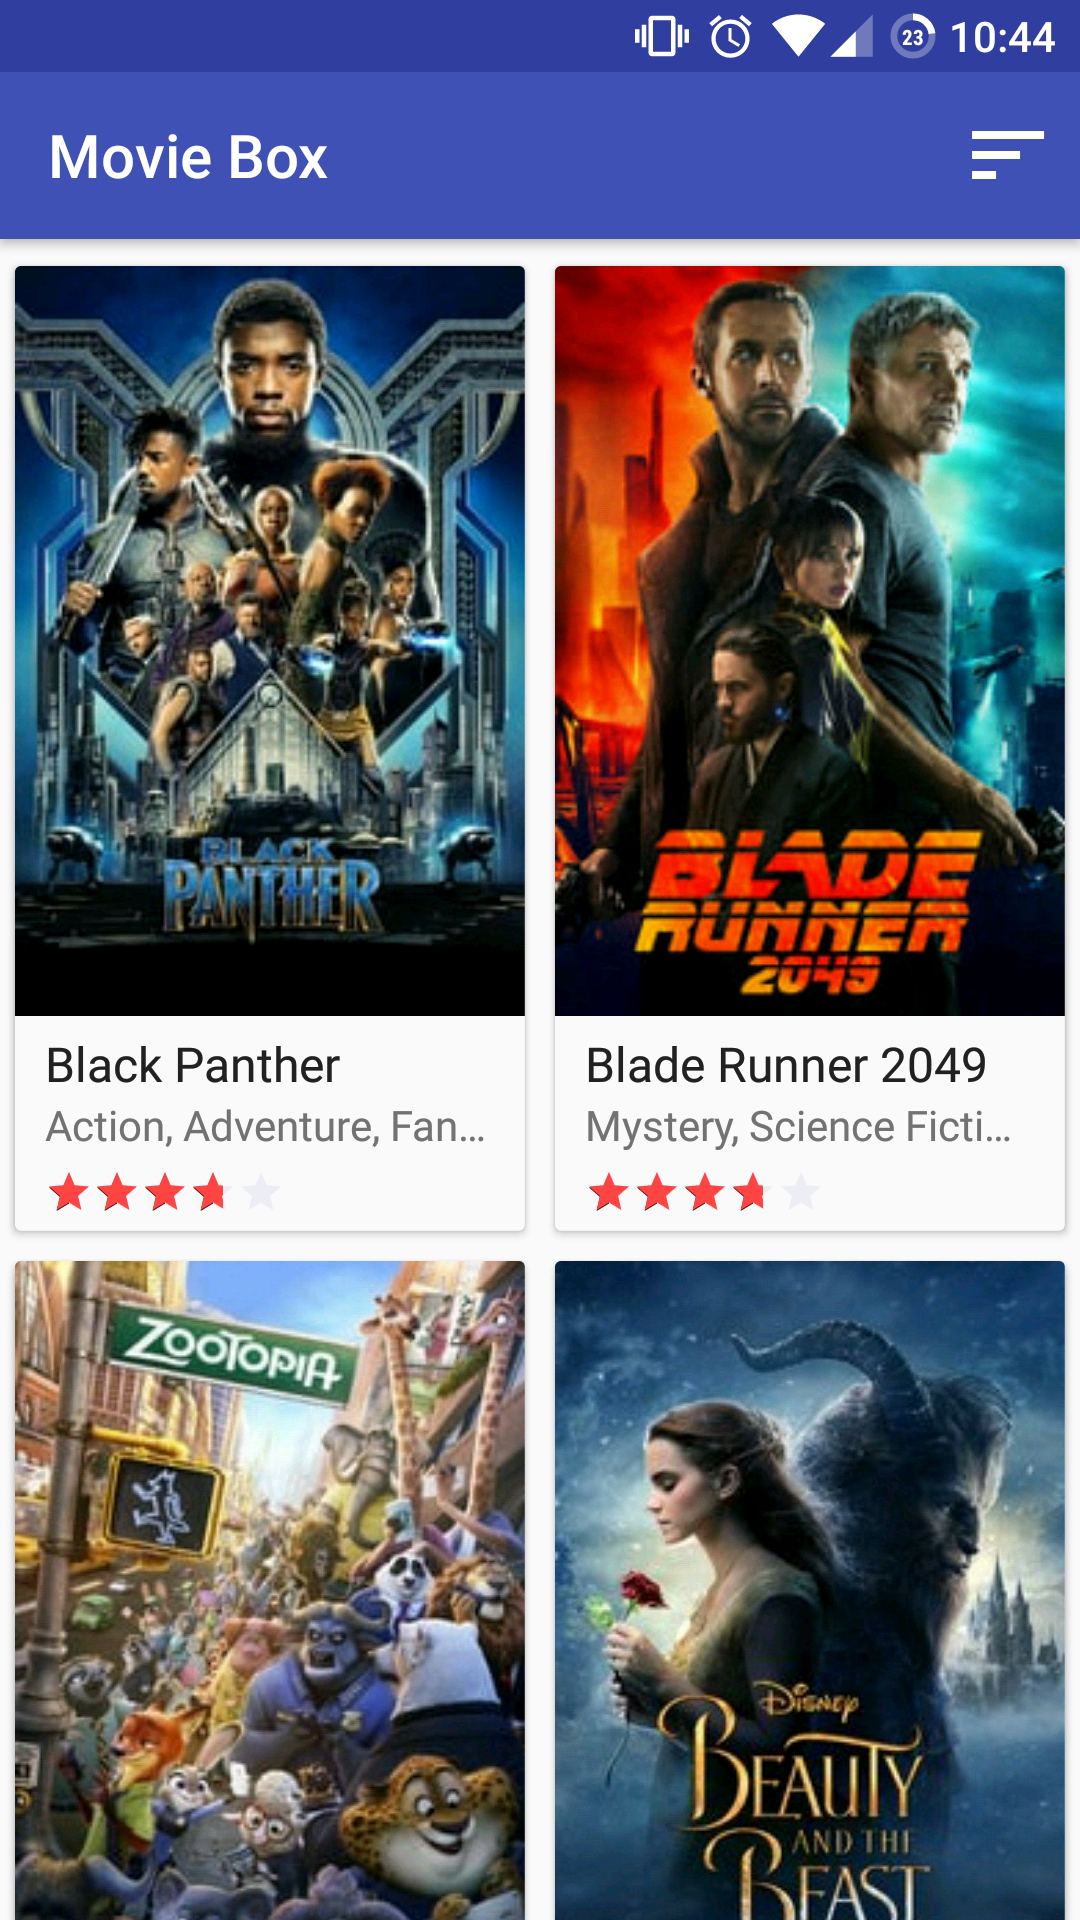 23 10:44
Movie Box
BLACK
PANTHER
BLADE
RUNNER
2049
Black Panther
Action, Adventure, Fan...
Blade Runner 2049
Mystery, Science Ficti...
ZOOTOPIA
Disney
BEAUTY
AND THE
BEAST